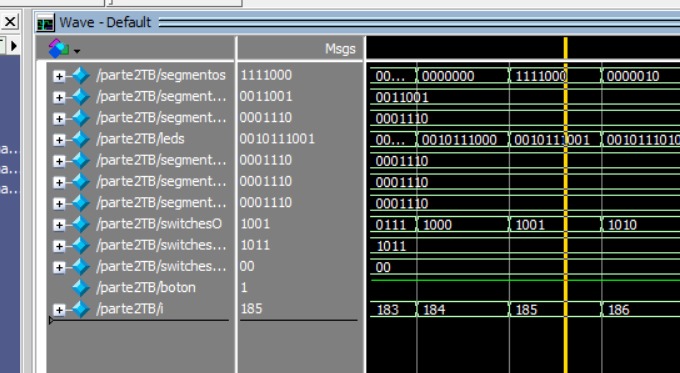 Wave - Default
Msgs
/parte2TB/segmentos 1111000 00... 0000000 1111000 0000010
/parte2TB/segment... 0011001 0011001
/parte2TB/segment... 0001110 0001110
/parte2TB/leds 0010111001 00... 0010111000 0010111001 0010111010
/parte2TB/segment... 0001110 0001110
/parte2TB/segment... 0001110 0001110
/parte2TB/segment... 0001110 0001110
/parte2TB/switchesO 1001 0111 1000 1001 1010
/parte2TB/switches... 1011 1011
/parte2TB/switches... 00 00
/parte2TB/boton 1
/parte2TB/i 185 183 184 185 186
a...
a...
a...